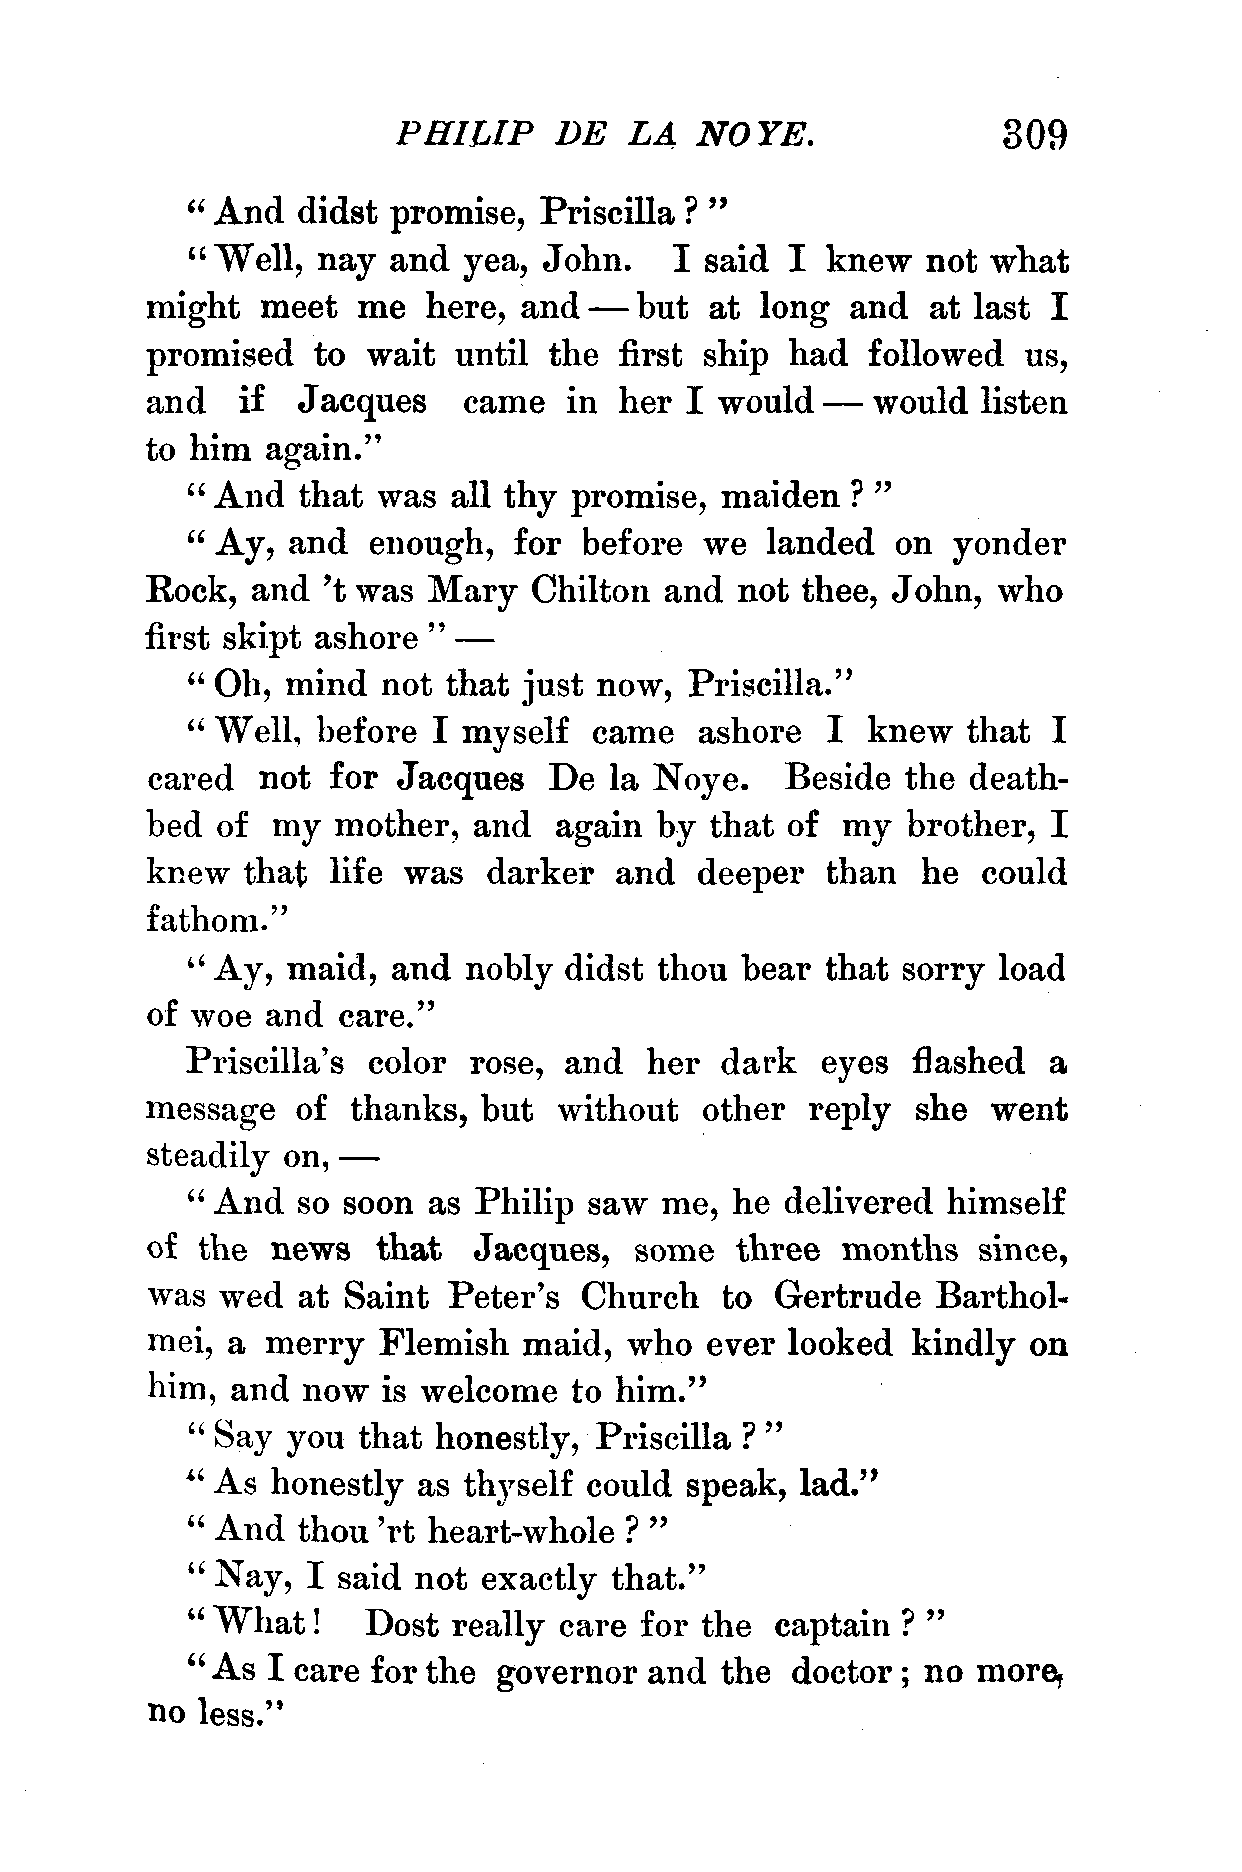 PHILIP DE LA NOYE. 309
“ And didst promise, Priscilla ? ”
“ Well, nay and yea, John. I said I knew not what
might meet me here, and — but at long and at last I
promised to wait until the first ship had followed us,
and if Jacques came in her I would — would listen
to him again.”
“ And that was all thy promise, maiden ? ”
“ Ay, and enough, for before we landed on yonder
Rock, and ’t was Mary Chilton and not thee, John, who
first skipt ashore ” —
“ Oh, mind not that just now, Priscilla.”
“ Well, before I myself came ashore I knew that I
cared not for Jacques De la Noye. Beside the death-
bed of my mother, and again by that of my brother, I
knew that life was darker and deeper than he could
fathom.”
“ Ay, maid, and nobly didst thou bear that sorry load
of woe and care.”
Priscilla’s color rose, and her dark eyes flashed a
message of thanks, but without other reply she went
steadily on, —
“ And so soon as Philip saw me, he delivered himself
of the news that Jacques, some three months since,
was wed at Saint Peter’s Church to Gertrude Barthol-
mei, a merry Flemish maid, who ever looked kindly on
him, and now is welcome to him.”
“ Say you that honestly, Priscilla ? ”
“ As honestly as thyself could speak, lad.”
“ And thou ’rt heart-whole ? ”
“ Nay, I said not exactly that.”
“ What ! Dost really care for the captain ? ”
“ As I care for the governor and the doctor ; no more,
no less.”